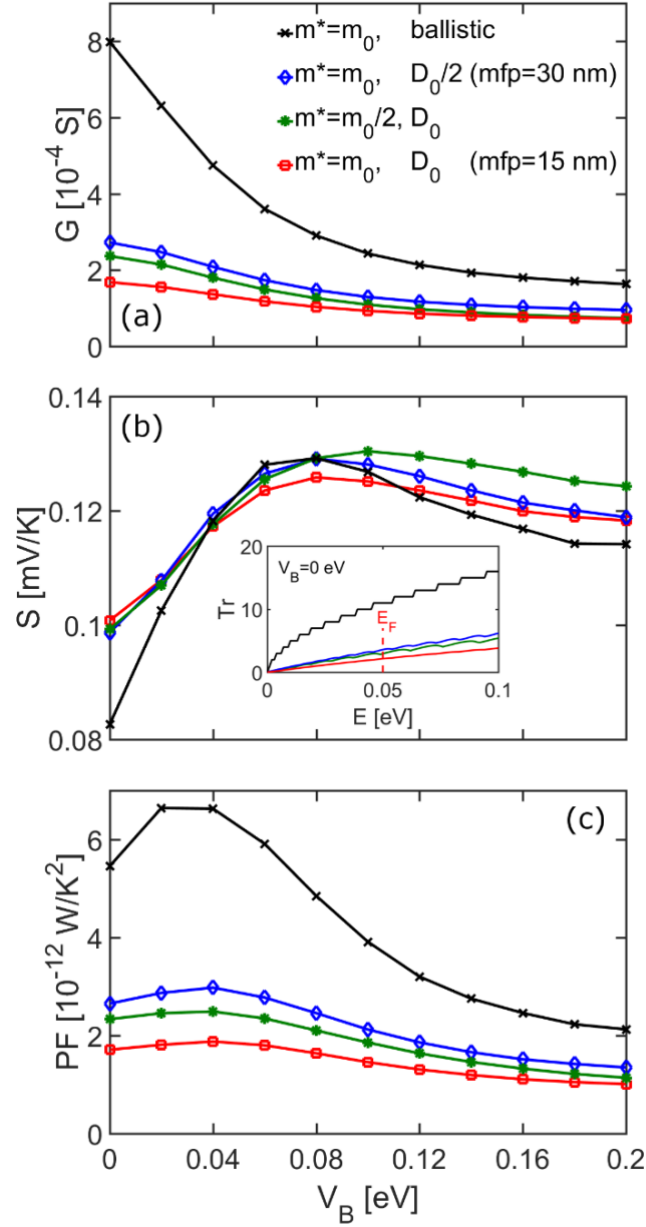 8
6
4
2
0
G [10⁻⁴ S]
m*=m₀, ballistic
m*=m₀, D₀/2 (mfp=30 nm)
m*=m₀/2, D₀
m*=m₀, D₀ (mfp=15 nm)
(a)
0.14
0.12
0.1
0.08
S [mV/K]
(b)
20
10
0
Tr
V_B=0 eV
E_F
0
0.05
0.1
E [eV]
6
4
2
0
PF [10⁻¹² W/K²]
(c)
0
0.04
0.08
0.12
0.16
0.2
V_B [eV]